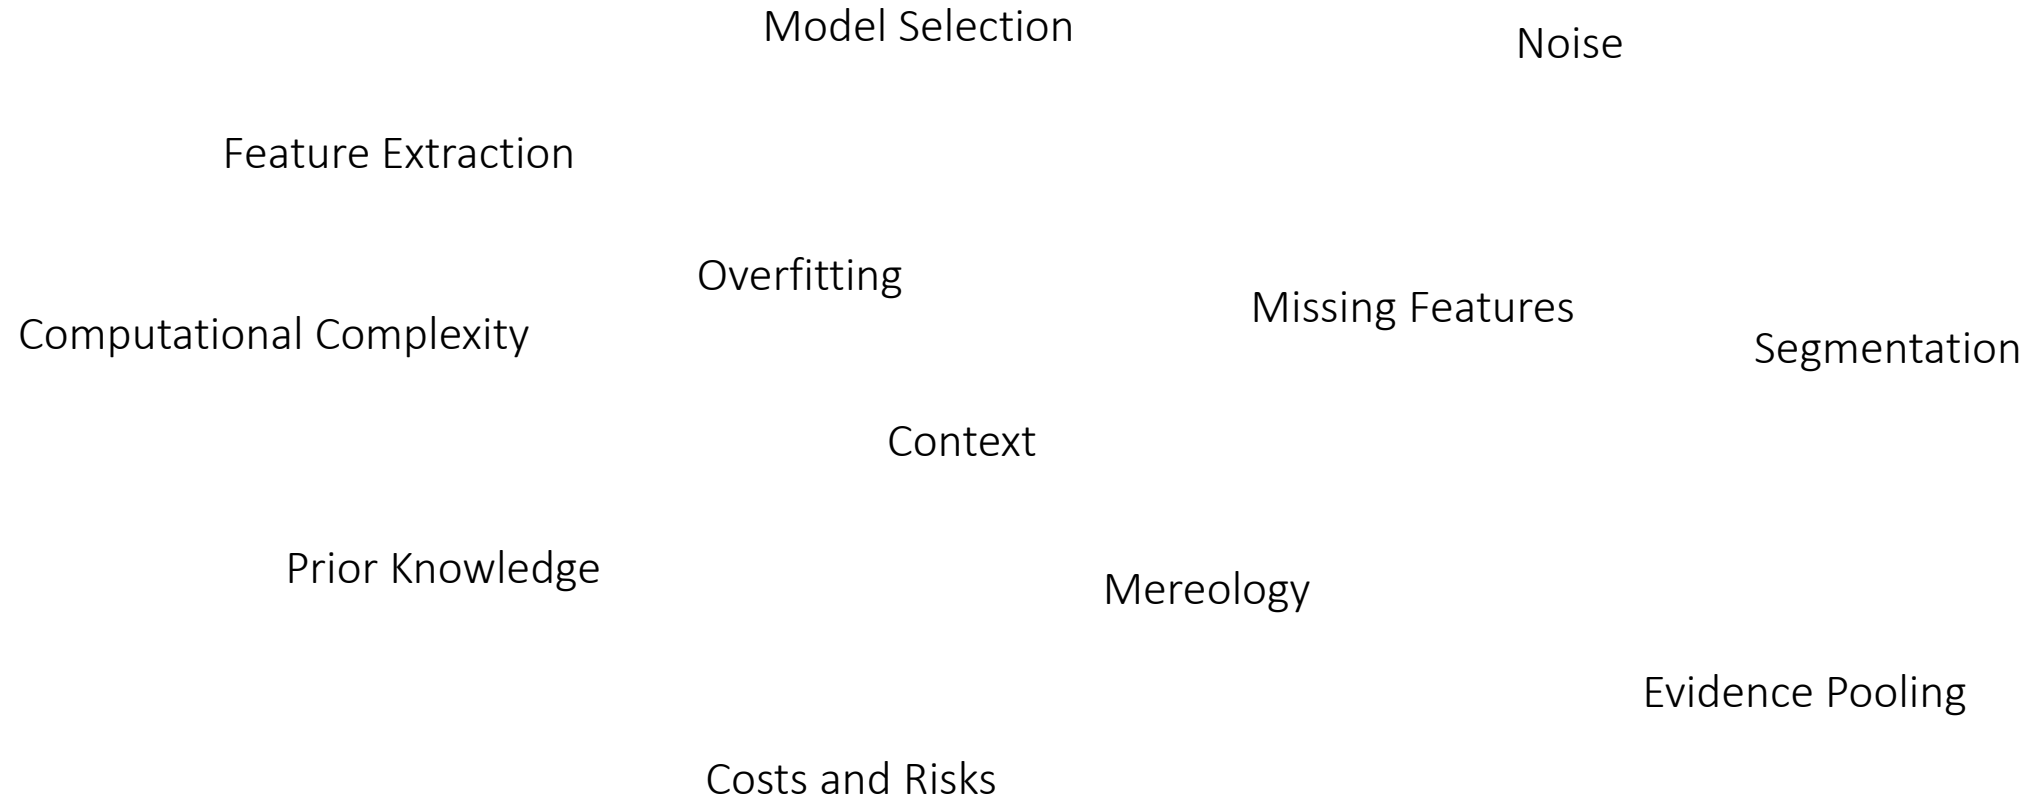 Model Selection
Noise
Feature Extraction
Overfitting
Missing Features
Computational Complexity
Segmentation
Context
Prior Knowledge
Mereology
Evidence Pooling
Costs and Risks